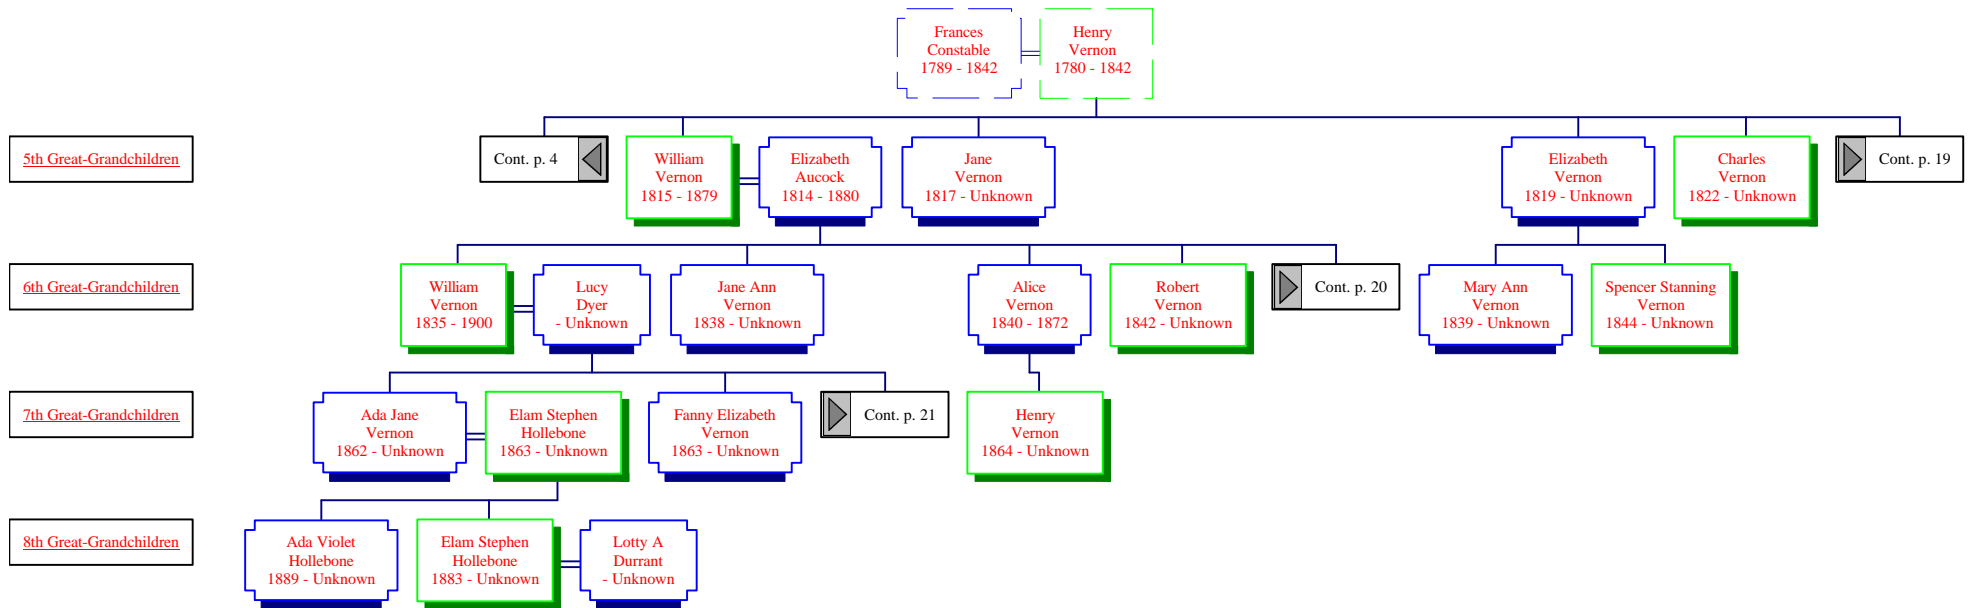 Frances
Constable
1789 - 1842
Henry
Vernon
1780 - 1842
5th Great-Grandchildren
Cont. p. 4
William
Vernon
1815 - 1879
Elizabeth
Aucock
1814 - 1880
Jane
Vernon
1817 - Unknown
Elizabeth
Vernon
1819 - Unknown
Charles
Vernon
1822 - Unknown
Cont. p. 19
6th Great-Grandchildren
William
Vernon
1835 - 1900
Lucy
Dyer
- Unknown
Jane Ann
Vernon
1838 - Unknown
Alice
Vernon
1840 - 1872
Robert
Vernon
1842 - Unknown
Cont. p. 20
Mary Ann
Vernon
1839 - Unknown
Spencer Stanning
Vernon
1844 - Unknown
7th Great-Grandchildren
Ada Jane
Vernon
1862 - Unknown
Elam Stephen
Hollebone
1863 - Unknown
Fanny Elizabeth
Vernon
1863 - Unknown
Cont. p. 21
Henry
Vernon
1864 - Unknown
8th Great-Grandchildren
Ada Violet
Hollebone
1889 - Unknown
Elam Stephen
Hollebone
1883 - Unknown
Lotty A
Durrant
- Unknown